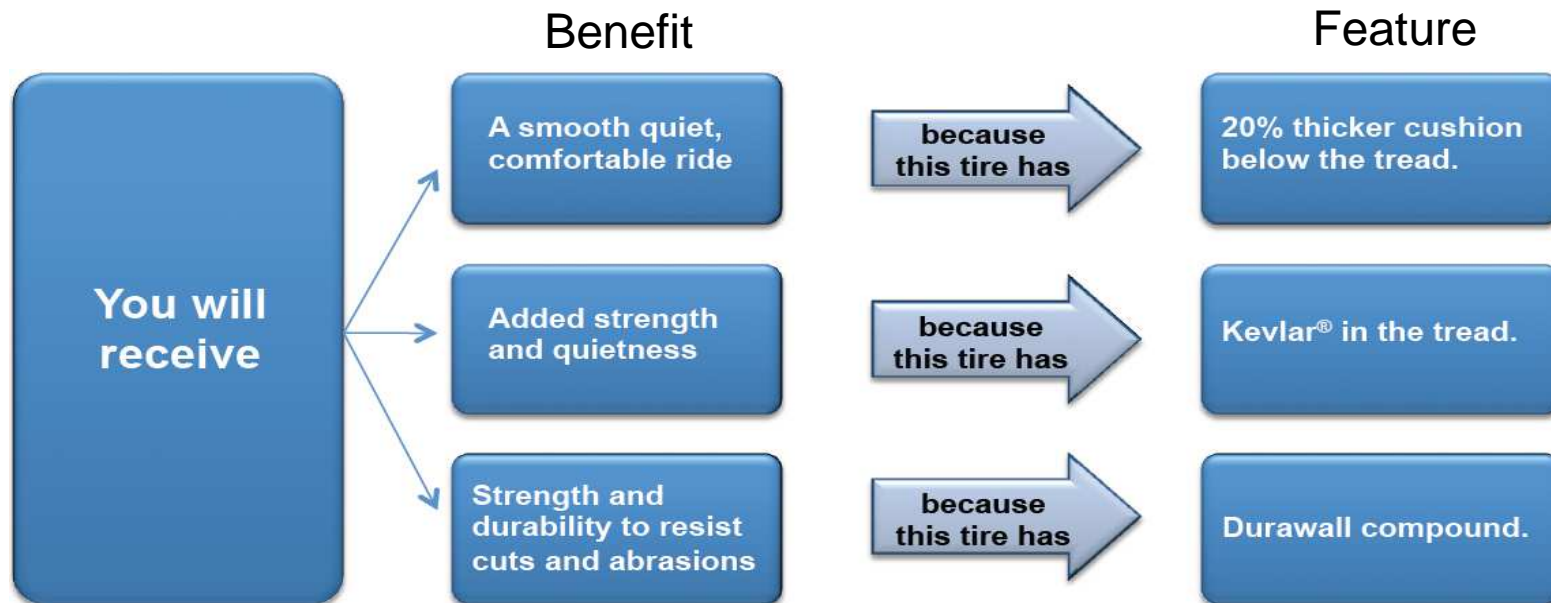 Benefit
Feature
You will
receive
A smooth quiet,
comfortable ride
because
this tire has
20% thicker cushion
below the tread.
Added strength
and quietness
because
this tire has
Kevlar® in the tread.
Strength and
durability to resist
cuts and abrasions
because
this tire has
Durawall compound.